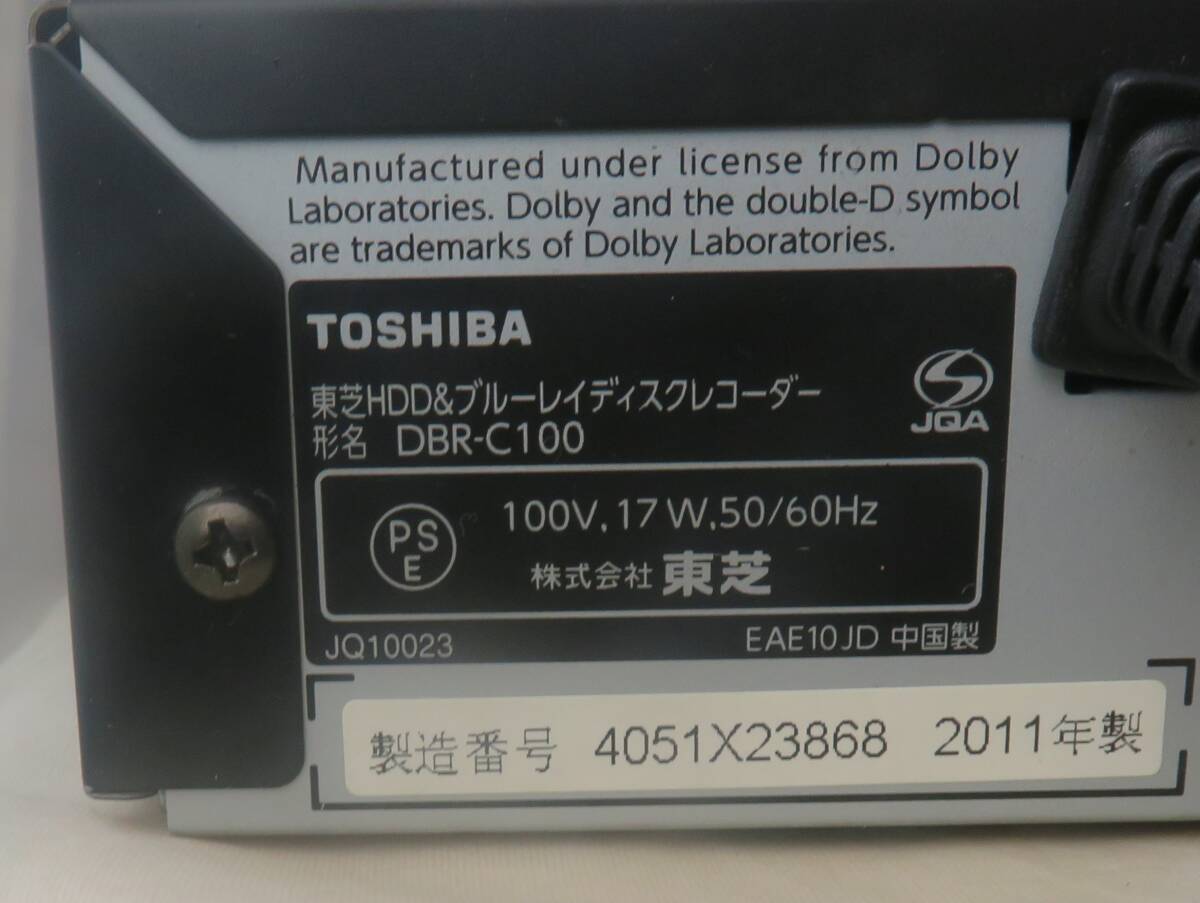 Manufactured under license from Dolby
Laboratories. Dolby and the double-D symbol
are trademarks of Dolby Laboratories.
TOSHIBA
東芝HDD&ブルーレイディスクレコーダー
形名 DBR-C100
JQA
PS
E
100V, 17W, 50/60Hz
株式会社 東芝
JQ10023
EAE10JD 中国製
製造番号 4051X23868 2011年製